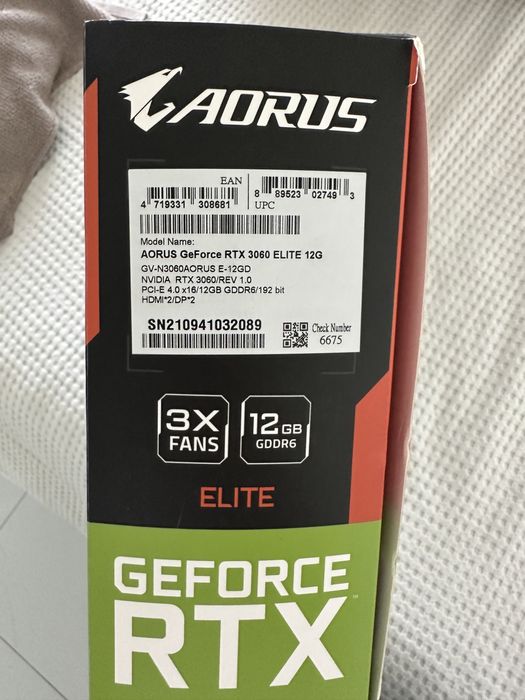 AORUS
EAN
4 719331 308681
8 89523 02749 3
UPC
Model Name:
AORUS GeForce RTX 3060 ELITE 12G
GV-N3060AORUS E-12GD
NVIDIA RTX 3060/REV 1.0
PCI-E 4.0 x16/12GB GDDR6/192 bit
HDMI*2/DP*2
SN210941032089
Check Number
6675
3X
FANS
12GB
GDDR6
ELITE
GEFORCE
RTX